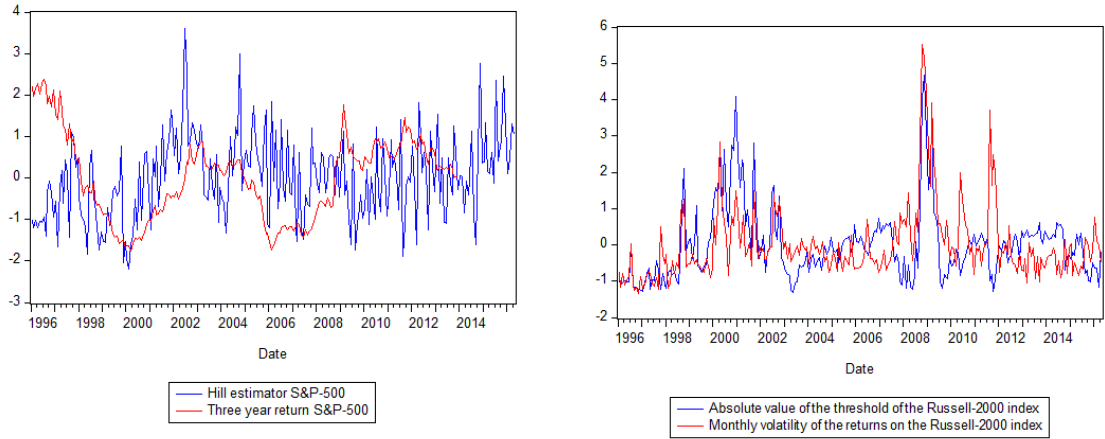 4
3
2
1
0
-1
-2
-3
1996 1998 2000 2002 2004 2006 2008 2010 2012 2014
Date
Hill estimator S&P-500
Three year return S&P-500
6
5
4
3
2
1
0
-1
-2
1996 1998 2000 2002 2004 2006 2008 2010 2012 2014
Date
Absolute value of the threshold of the Russell-2000 index
Monthly volatility of the returns on the Russell-2000 index